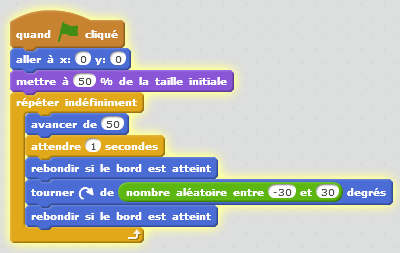 quand cliqué
aller à x: 0 y: 0
mettre à 50 % de la taille initiale
répéter indéfiniment
avancer de 50
attendre 1 secondes
rebondir si le bord est atteint
tourner de nombre aléatoire entre -30 et 30 degrés
rebondir si le bord est atteint